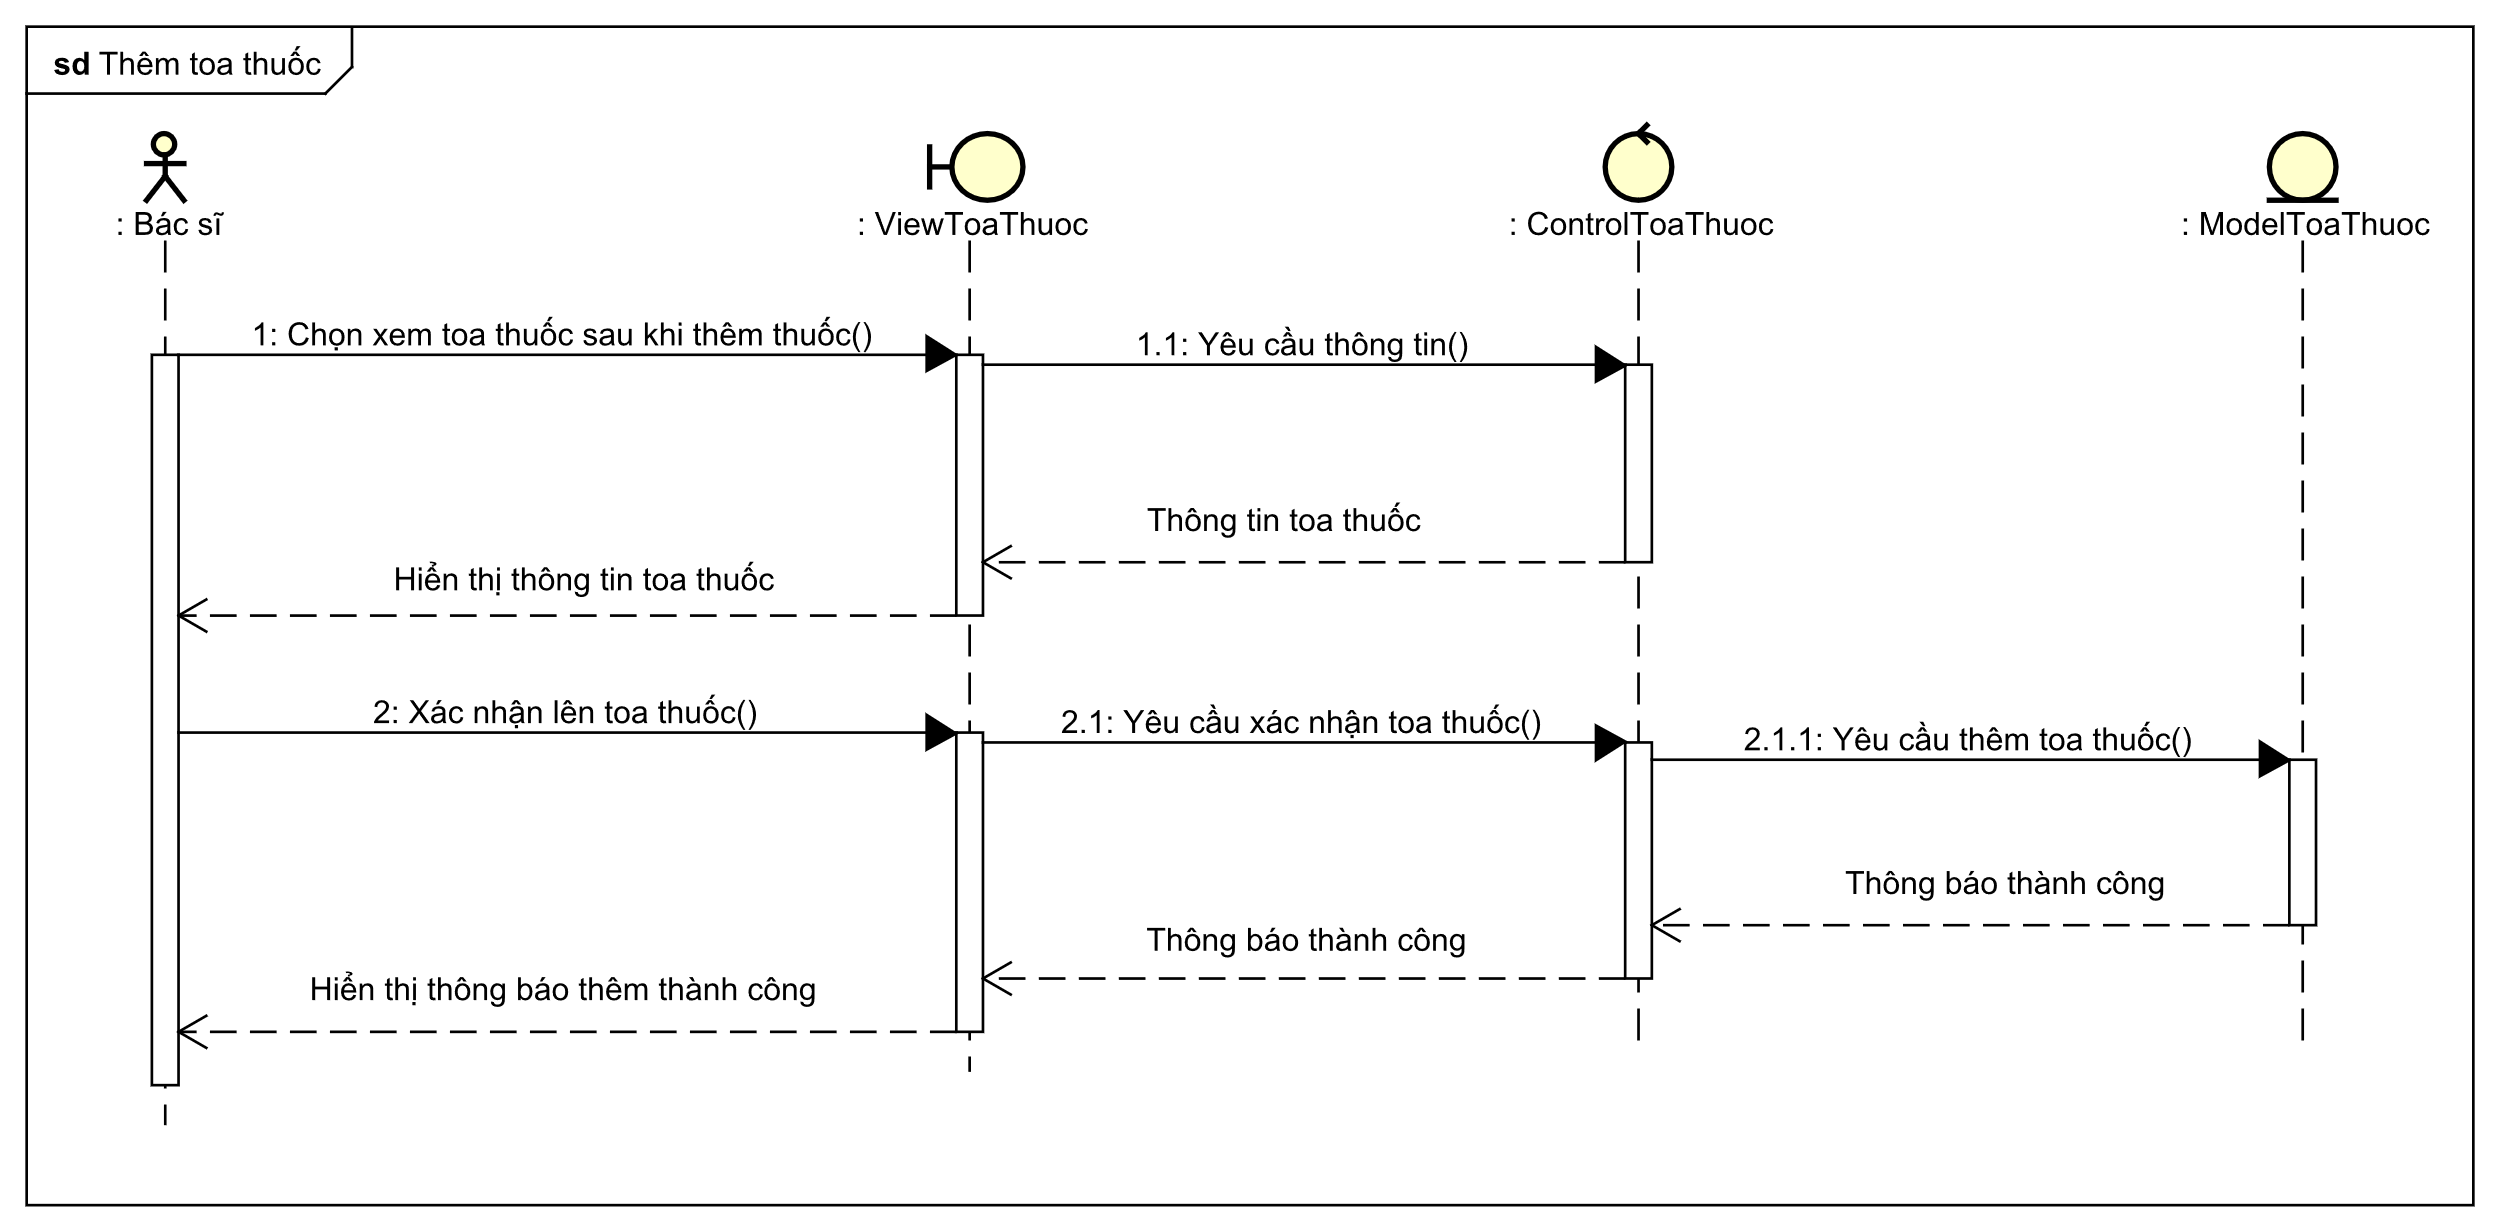 sd Thêm toa thuốc
: Bác sĩ
: ViewToaThuoc
: ControlToaThuoc
: ModelToaThuoc
1: Chọn xem toa thuốc sau khi thêm thuốc()
1.1: Yêu cầu thông tin()
Thông tin toa thuốc
Hiển thị thông tin toa thuốc
2: Xác nhận lên toa thuốc()
2.1: Yêu cầu xác nhận toa thuốc()
2.1.1: Yêu cầu thêm toa thuốc()
Thông báo thành công
Thông báo thành công
Hiển thị thông báo thêm thành công